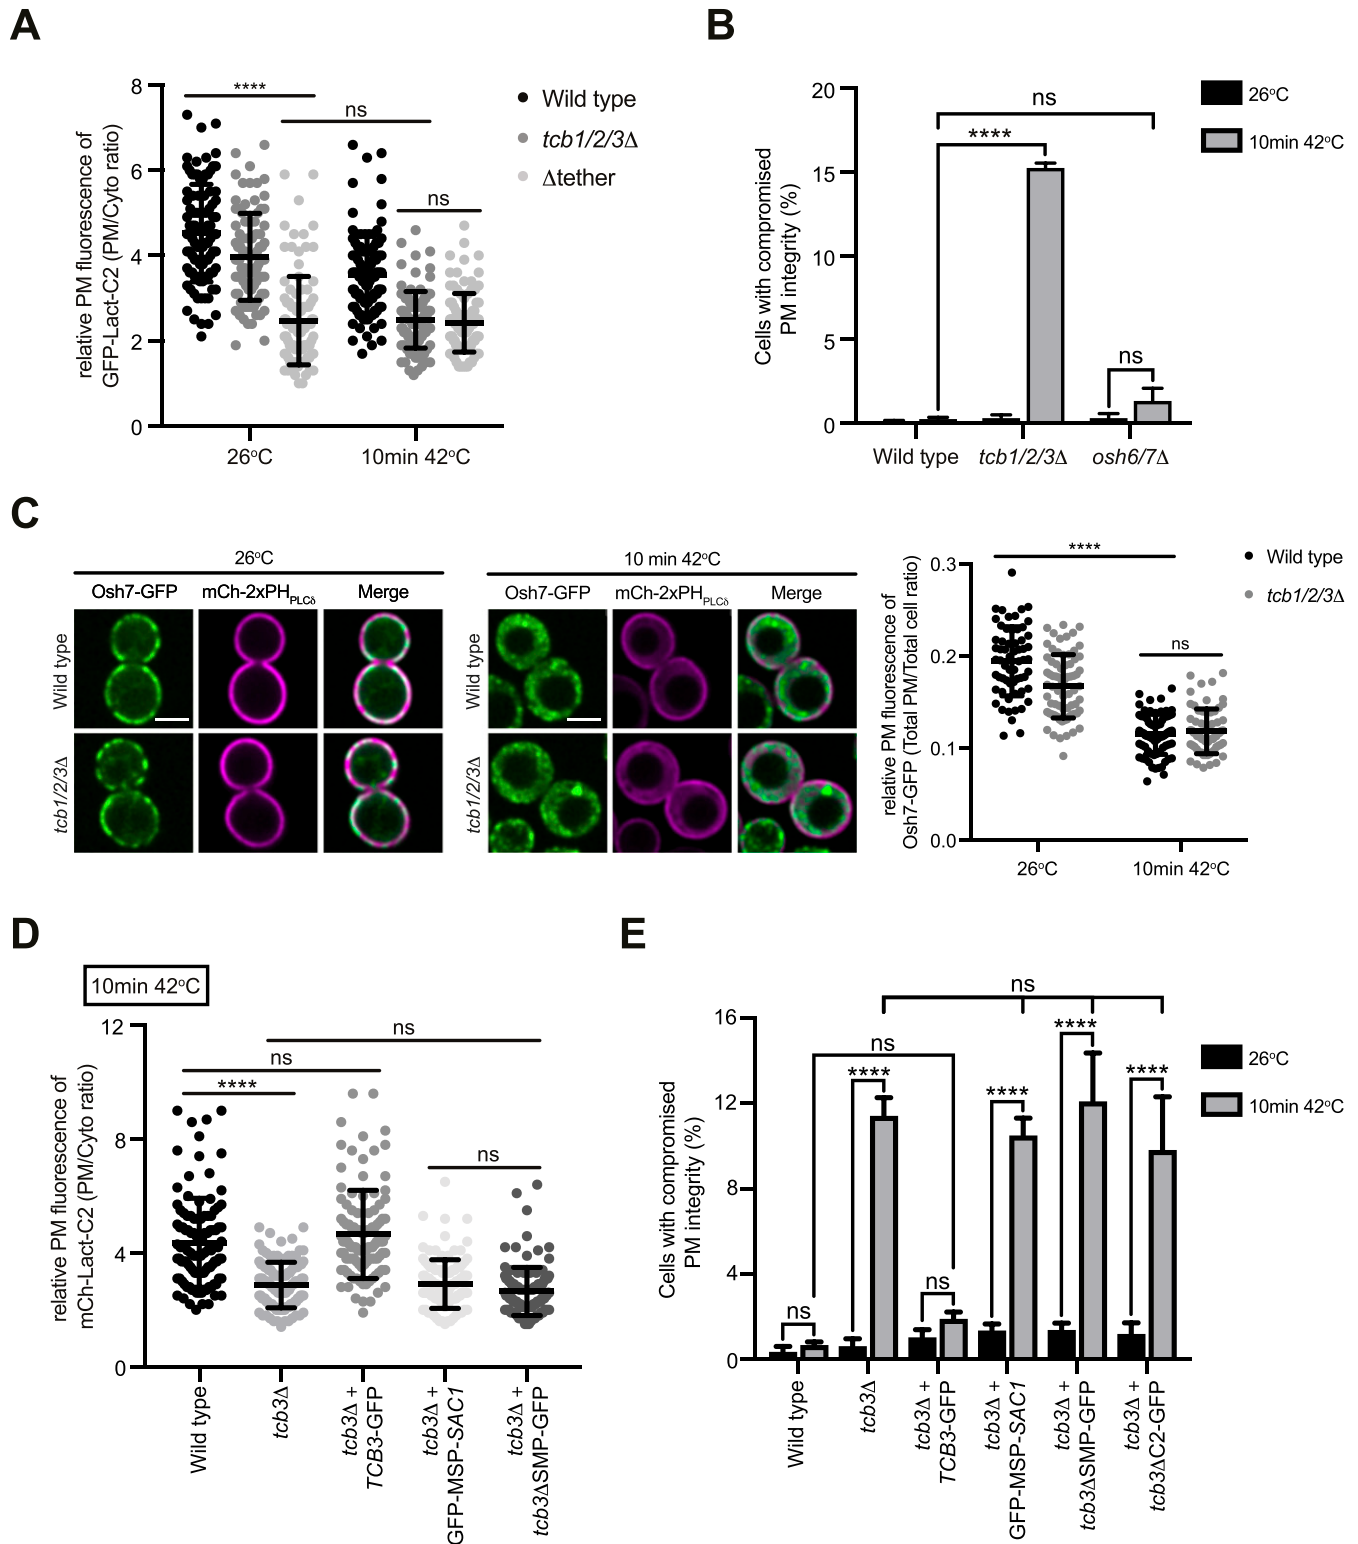 A
relative PM fluorescence of
GFP-Lact-C2 (PM/Cyto ratio)
8
6
4
2
0
****
ns
ns
26°C
10min 42°C
Wild type
tcb1/2/3Δ
Δtether
B
Cells with compromised
PM integrity (%)
20
15
10
5
0
ns
****
ns
Wild type
tcb1/2/3Δ
osh6/7Δ
26°C
10min 42°C
C
26°C
Osh7-GFP
mCh-2xPHPLCδ
Merge
Wild type
tcb1/2/3Δ
10 min 42°C
Osh7-GFP
mCh-2xPHPLCδ
Merge
Wild type
tcb1/2/3Δ
relative PM fluorescence of
Osh7-GFP (Total PM/Total cell ratio)
0.3
0.2
0.1
0.0
****
ns
26°C
10min 42°C
Wild type
tcb1/2/3Δ
D
10min 42°C
relative PM fluorescence of
mCh-Lact-C2 (PM/Cyto ratio)
12
8
4
0
ns
ns
****
ns
Wild type
tcb3Δ
tcb3Δ +
TCB3-GFP
tcb3Δ +
GFP-MSP-SAC1
tcb3Δ +
tcb3ΔSMP-GFP
E
Cells with compromised
PM integrity (%)
16
12
8
4
0
ns
ns
ns
****
ns
****
****
****
Wild type
tcb3Δ
tcb3Δ +
TCB3-GFP
tcb3Δ +
GFP-MSP-SAC1
tcb3Δ +
tcb3ΔSMP-GFP
tcb3Δ +
tcb3ΔC2-GFP
26°C
10min 42°C